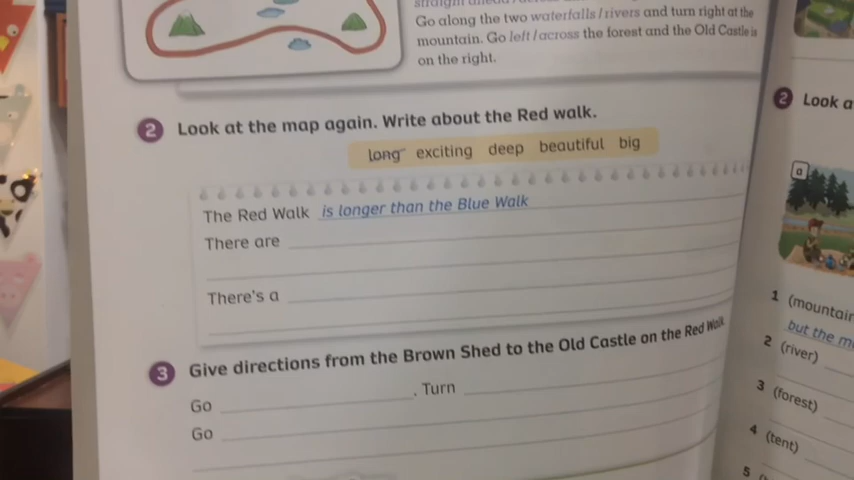 Go along the two waterfalls / rivers and turn right at the
mountain. Go left / across the forest and the Old Castle is
on the right.
2 Look at the map again. Write about the Red walk.
long exciting deep beautiful big
The Red Walk is longer than the Blue Walk
There are
There's a
3 Give directions from the Brown Shed to the Old Castle on the Red Walk.
Go . Turn
Go
2 Look a
a
1 (mountain
but the m
2 (river)
3 (forest)
4 (tent)
5